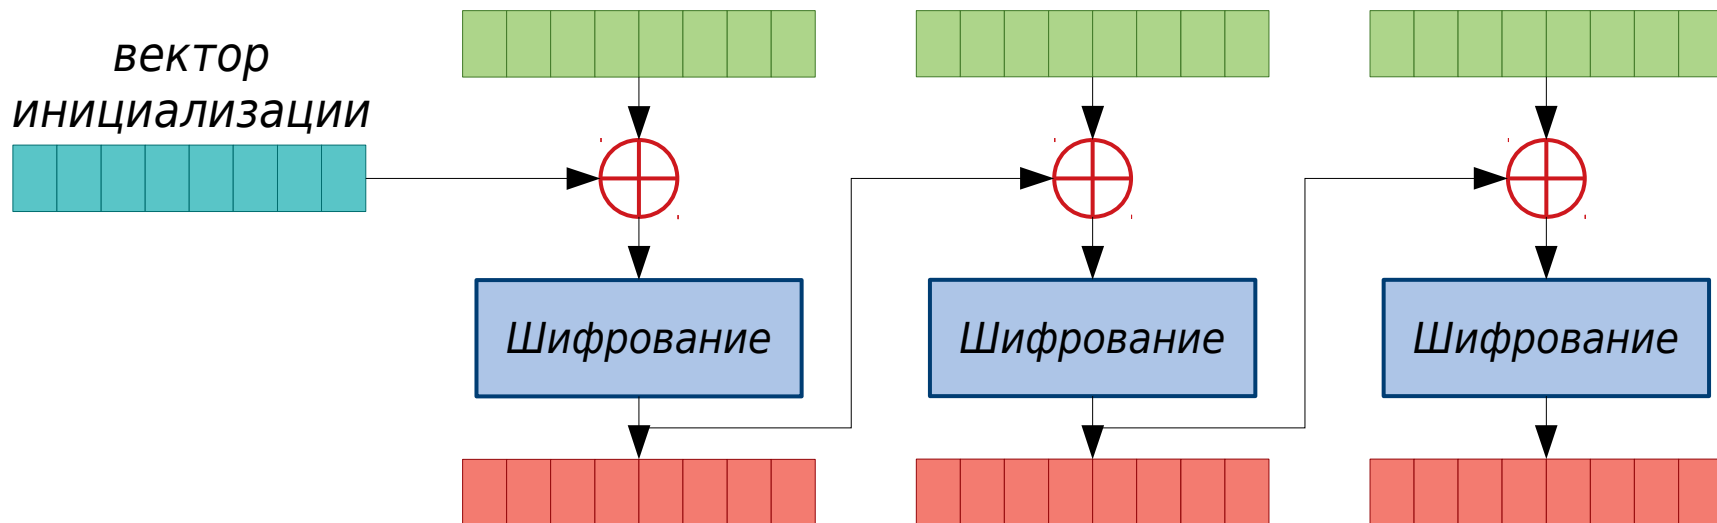 вектор
инициализации
Шифрование
Шифрование
Шифрование